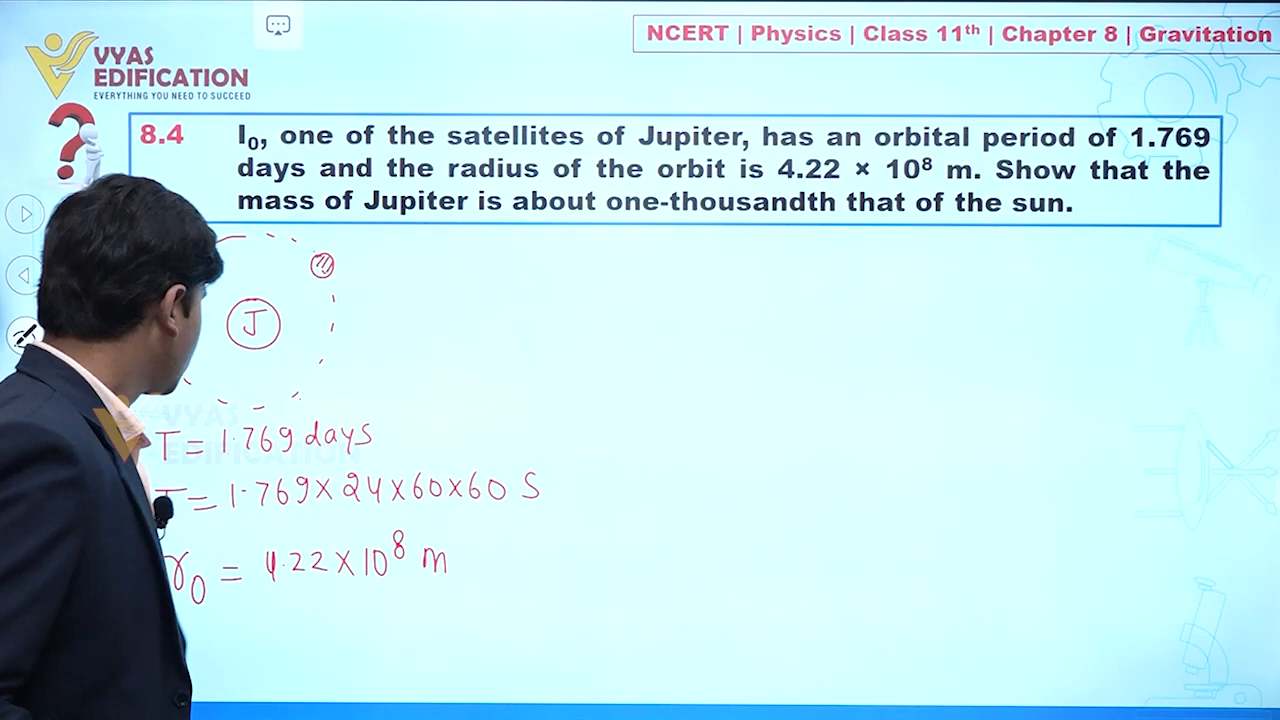 NCERT | Physics | Class 11th | Chapter 8 | Gravitation
VYAS
EDIFICATION
EVERYTHING YOU NEED TO SUCCEED
8.4 I₀, one of the satellites of Jupiter, has an orbital period of 1.769
days and the radius of the orbit is 4.22 × 10⁸ m. Show that the
mass of Jupiter is about one-thousandth that of the sun.
J
VYAS
EDIFICATION
T = 1.769 days
T = 1.769 × 24 × 60 × 60 S
r₀ = 4.22 × 10⁸ m